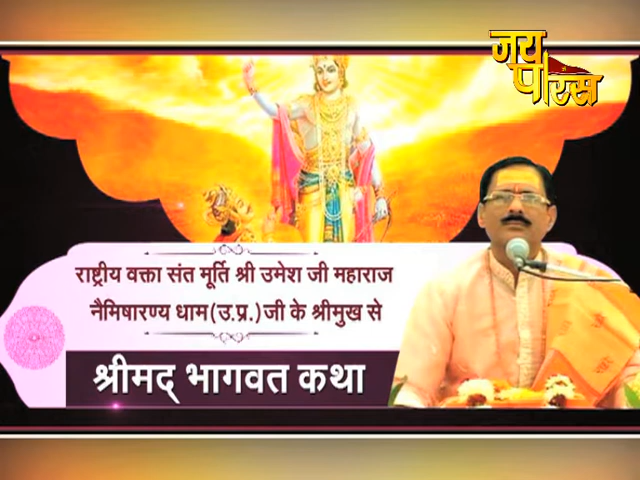 जय
पारस
राष्ट्रीय वक्ता संत मूर्ति श्री उमेश जी महाराज
नैमिषारण्य धाम(उ.प्र.)जी के श्रीमुख से
श्रीमद् भागवत कथा